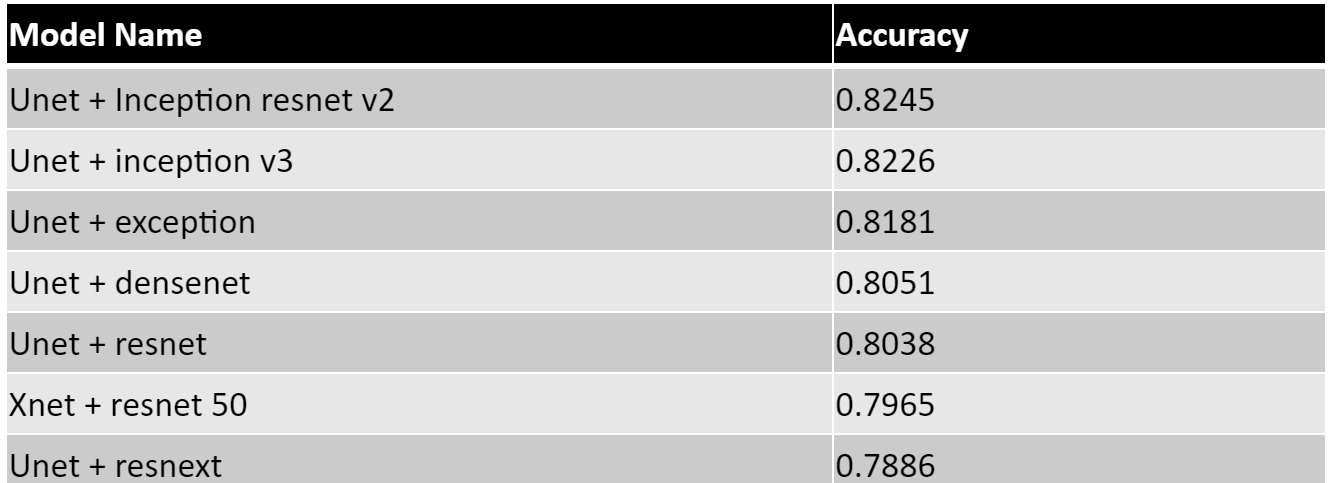 Model Name Accuracy
Unet + Inception resnet v2 0.8245
Unet + inception v3 0.8226
Unet + exception 0.8181
Unet + densenet 0.8051
Unet + resnet 0.8038
Xnet + resnet 50 0.7965
Unet + resnext 0.7886